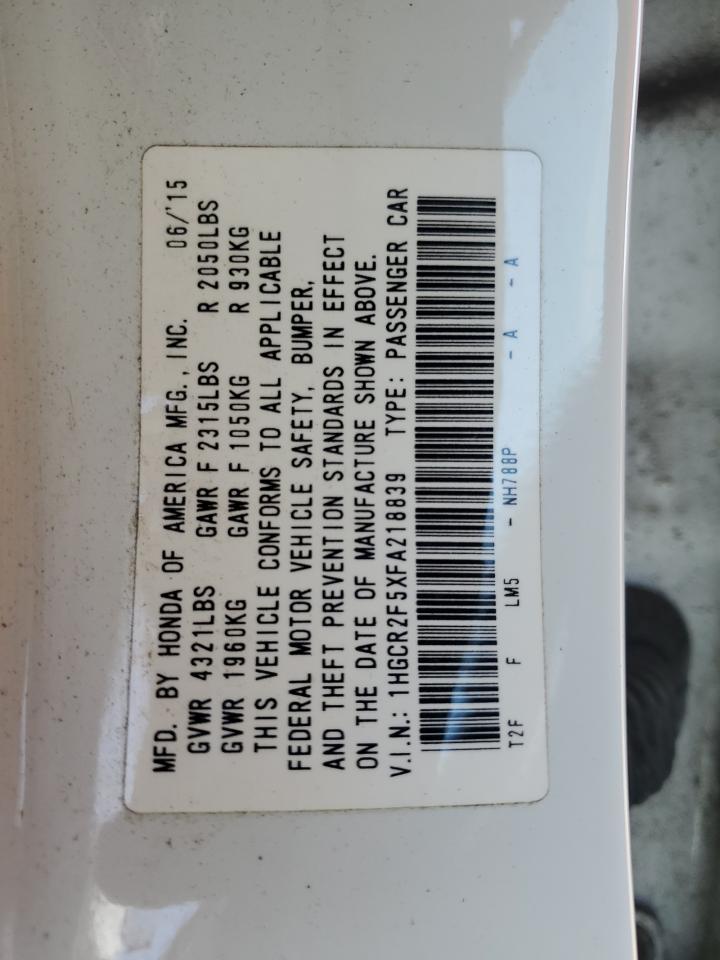 MFD. BY HONDA OF AMERICA MFG., INC. 06/'15
GVWR 4321LBS GAWR F 2315LBS R 2050LBS
GVWR 1960KG GAWR F 1050KG R 930KG
THIS VEHICLE CONFORMS TO ALL APPLICABLE
FEDERAL MOTOR VEHICLE SAFETY, BUMPER,
AND THEFT PREVENTION STANDARDS IN EFFECT
ON THE DATE OF MANUFACTURE SHOWN ABOVE.
V.I.N.: 1HGCR2F5XFA218839 TYPE: PASSENGER CAR
T2F F LM5 - NH788P - A - A